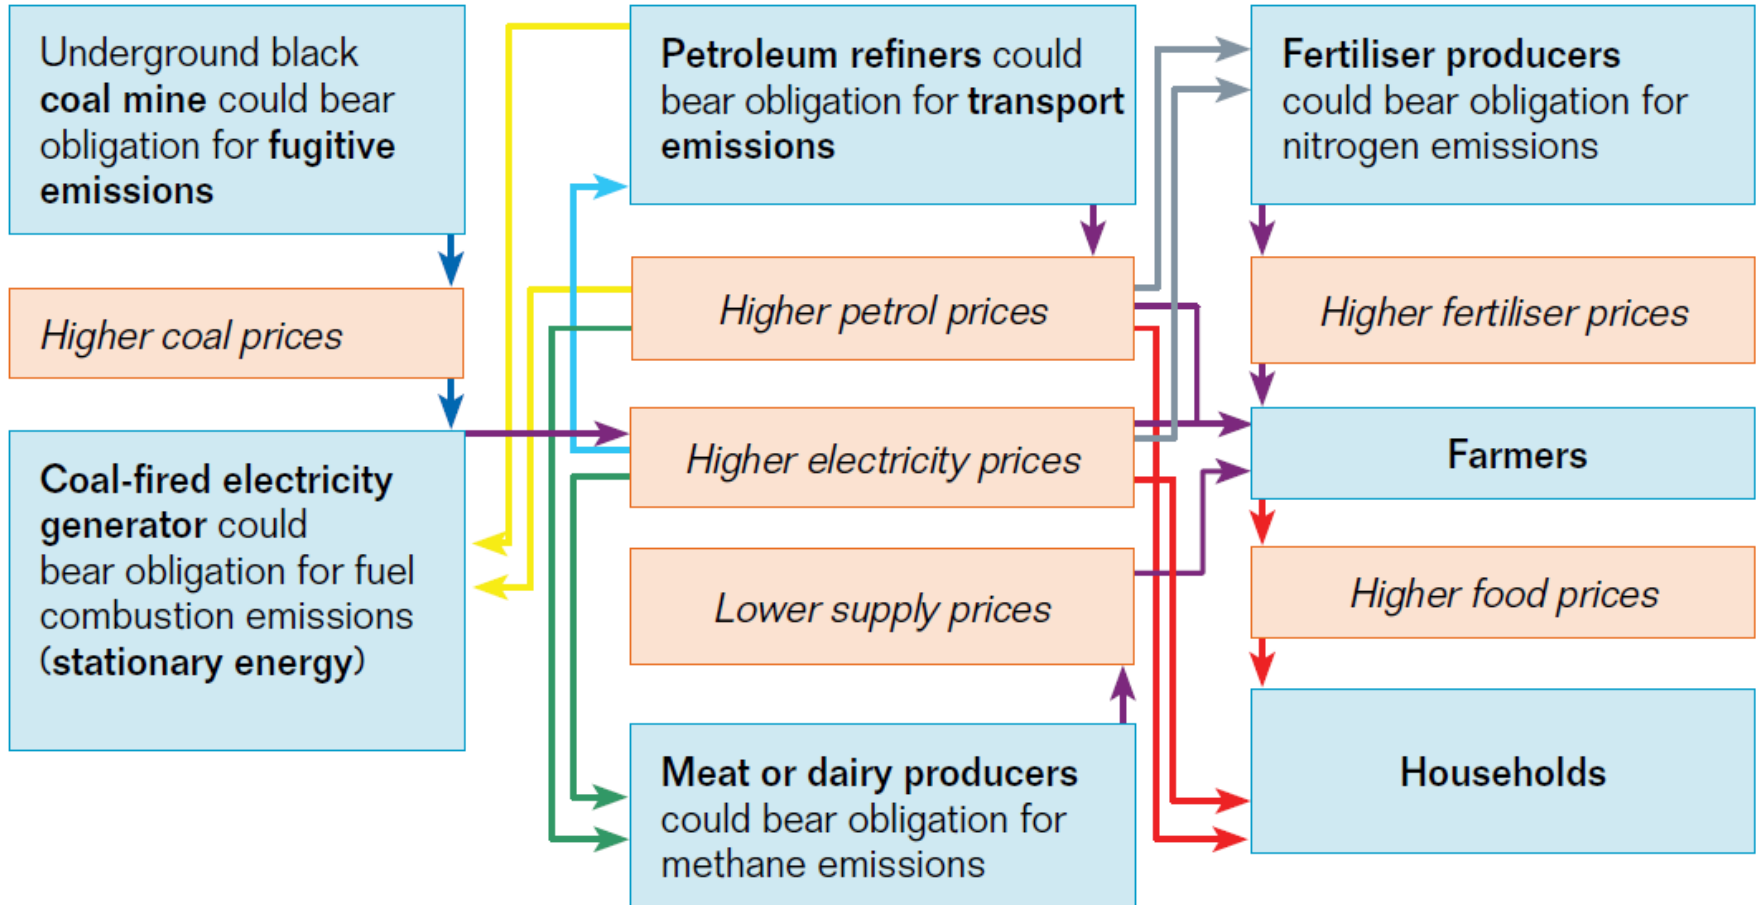 Underground black
coal mine could bear
obligation for fugitive
emissions
Higher coal prices
Coal-fired electricity
generator could
bear obligation for fuel
combustion emissions
(stationary energy)
Petroleum refiners could
bear obligation for transport
emissions
Higher petrol prices
Higher electricity prices
Lower supply prices
Meat or dairy producers
could bear obligation for
methane emissions
Fertiliser producers
could bear obligation for
nitrogen emissions
Higher fertiliser prices
Farmers
Higher food prices
Households